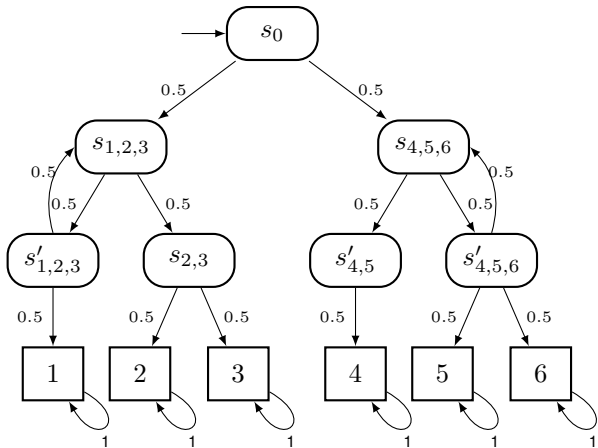 s₀
0.5 0.5
s₁,₂,₃ s₄,₅,₆
0.5 0.5 0.5 0.5 0.5 0.5
s′₁,₂,₃ s₂,₃ s′₄,₅ s′₄,₅,₆
0.5 0.5 0.5 0.5 0.5 0.5
1 2 3 4 5 6
1 1 1 1 1 1